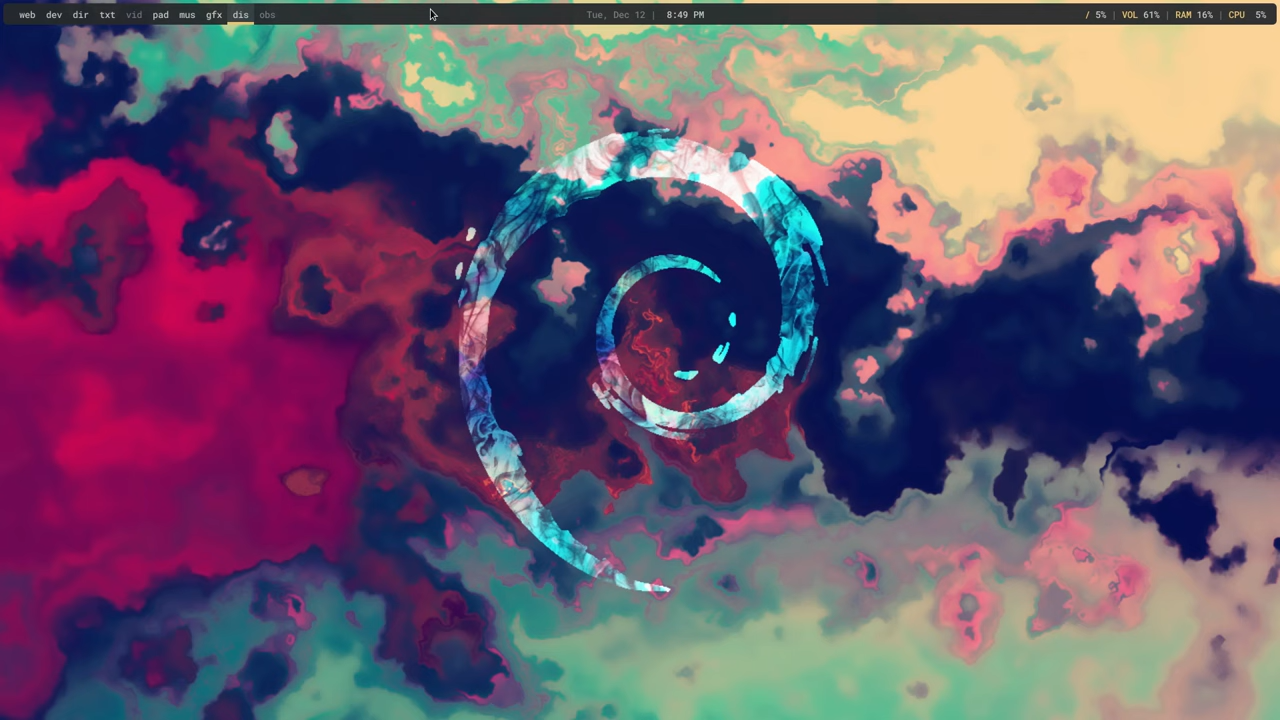 web dev dir txt vid pad mus gfx dis obs Tue, Dec 12 | 8:49 PM / 5% | VOL 61% | RAM 16% | CPU 5%